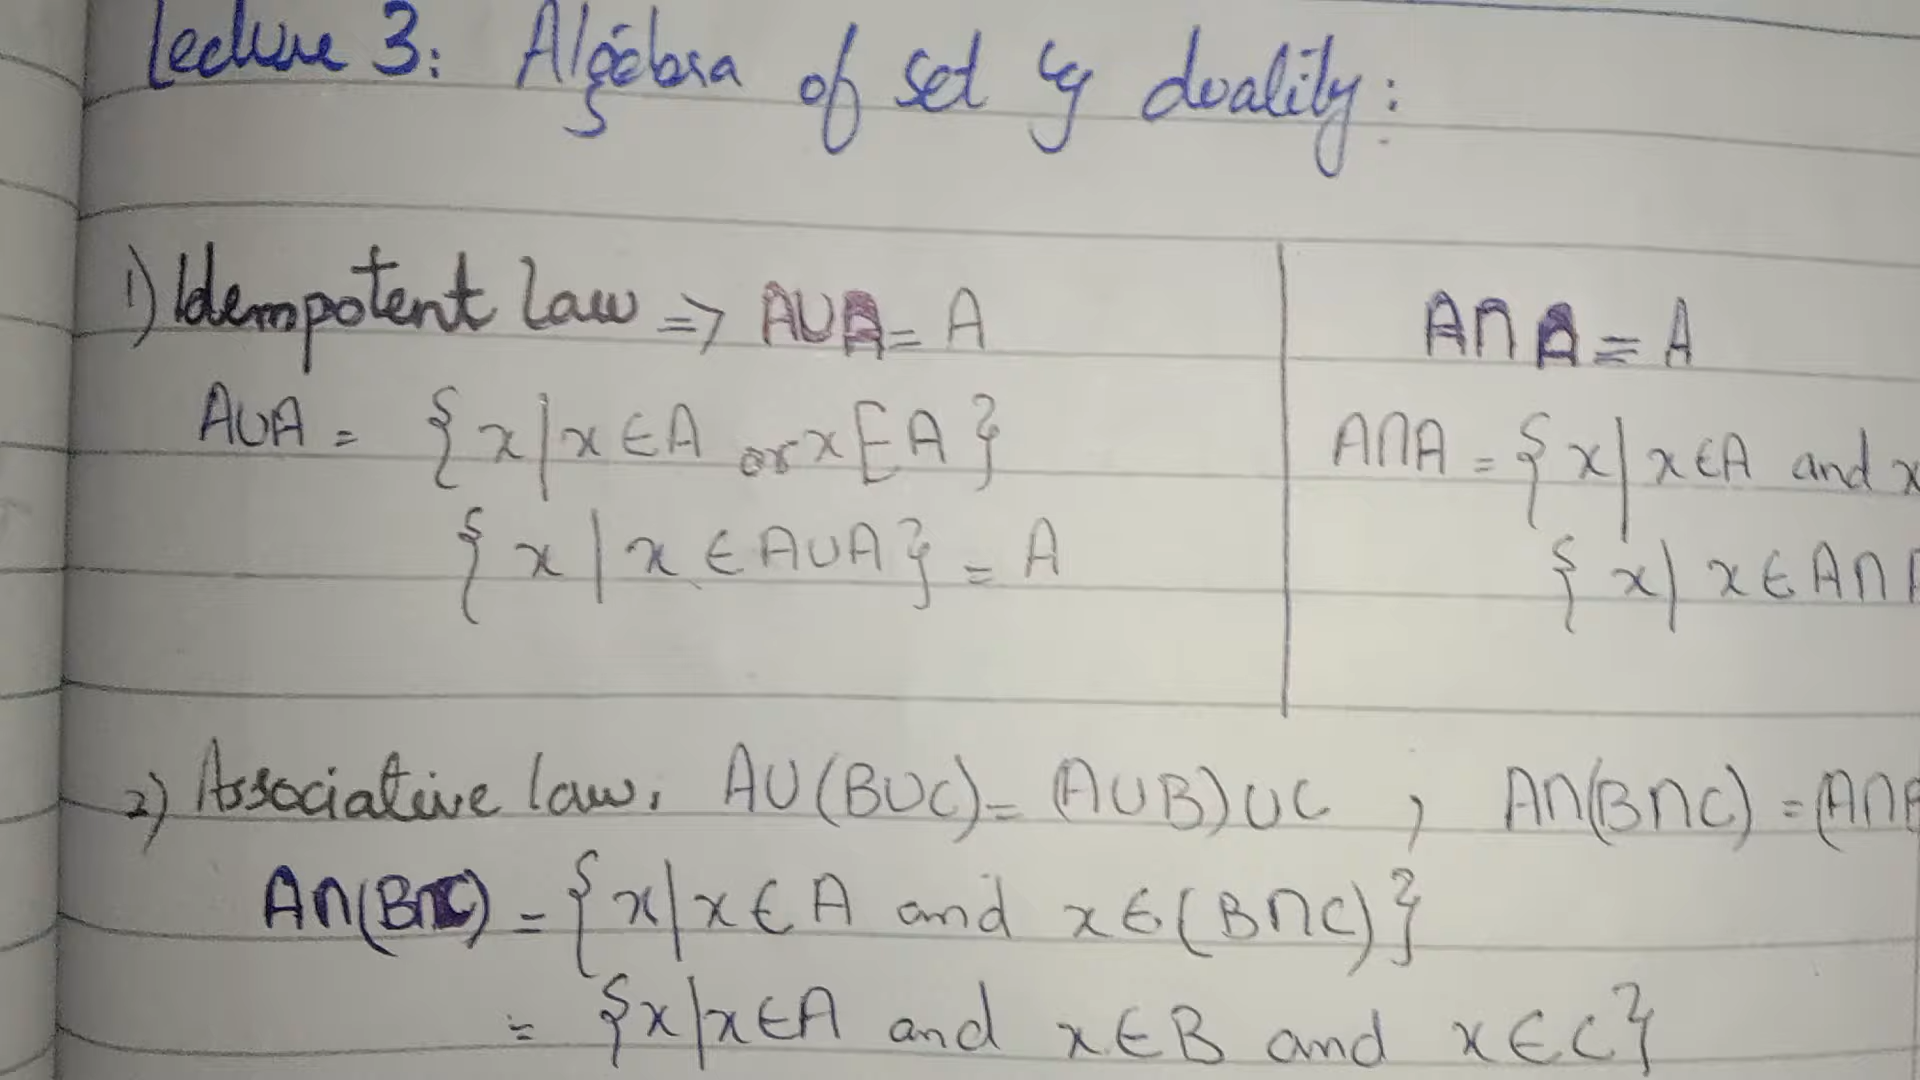 Lecture 3: Algebra of set & duality:
1) Idempotent Law => A∪A = A
A∩A = A
A∪A = {x | x ∈ A or x ∈ A}
A∩A = {x | x ∈ A and x
{x | x ∈ A∪A} = A
{x | x ∈ A∩A
2) Associative law, A∪(B∪C) = (A∪B)∪C ; A∩(B∩C) = (A∩B
A∩(B∩C) = {x | x ∈ A and x ∈ (B∩C)}
= {x | x ∈ A and x ∈ B and x ∈ C}